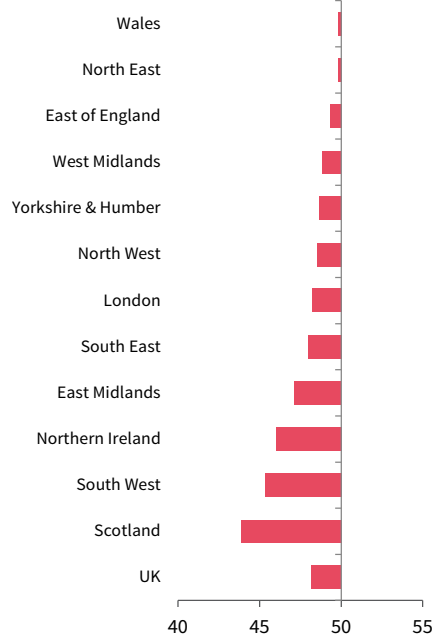 Wales
North East
East of England
West Midlands
Yorkshire & Humber
North West
London
South East
East Midlands
Northern Ireland
South West
Scotland
UK
40 45 50 55